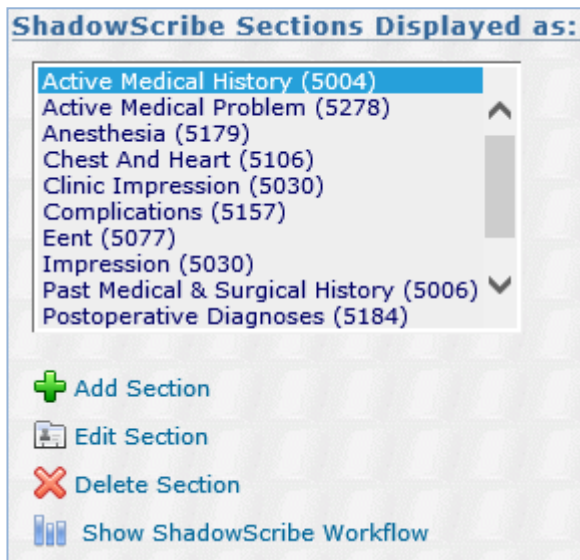 ShadowScribe Sections Displayed as:
Active Medical History (5004)
Active Medical Problem (5278)
Anesthesia (5179)
Chest And Heart (5106)
Clinic Impression (5030)
Complications (5157)
Eent (5077)
Impression (5030)
Past Medical & Surgical History (5006)
Postoperative Diagnoses (5184)
Add Section
Edit Section
Delete Section
Show ShadowScribe Workflow